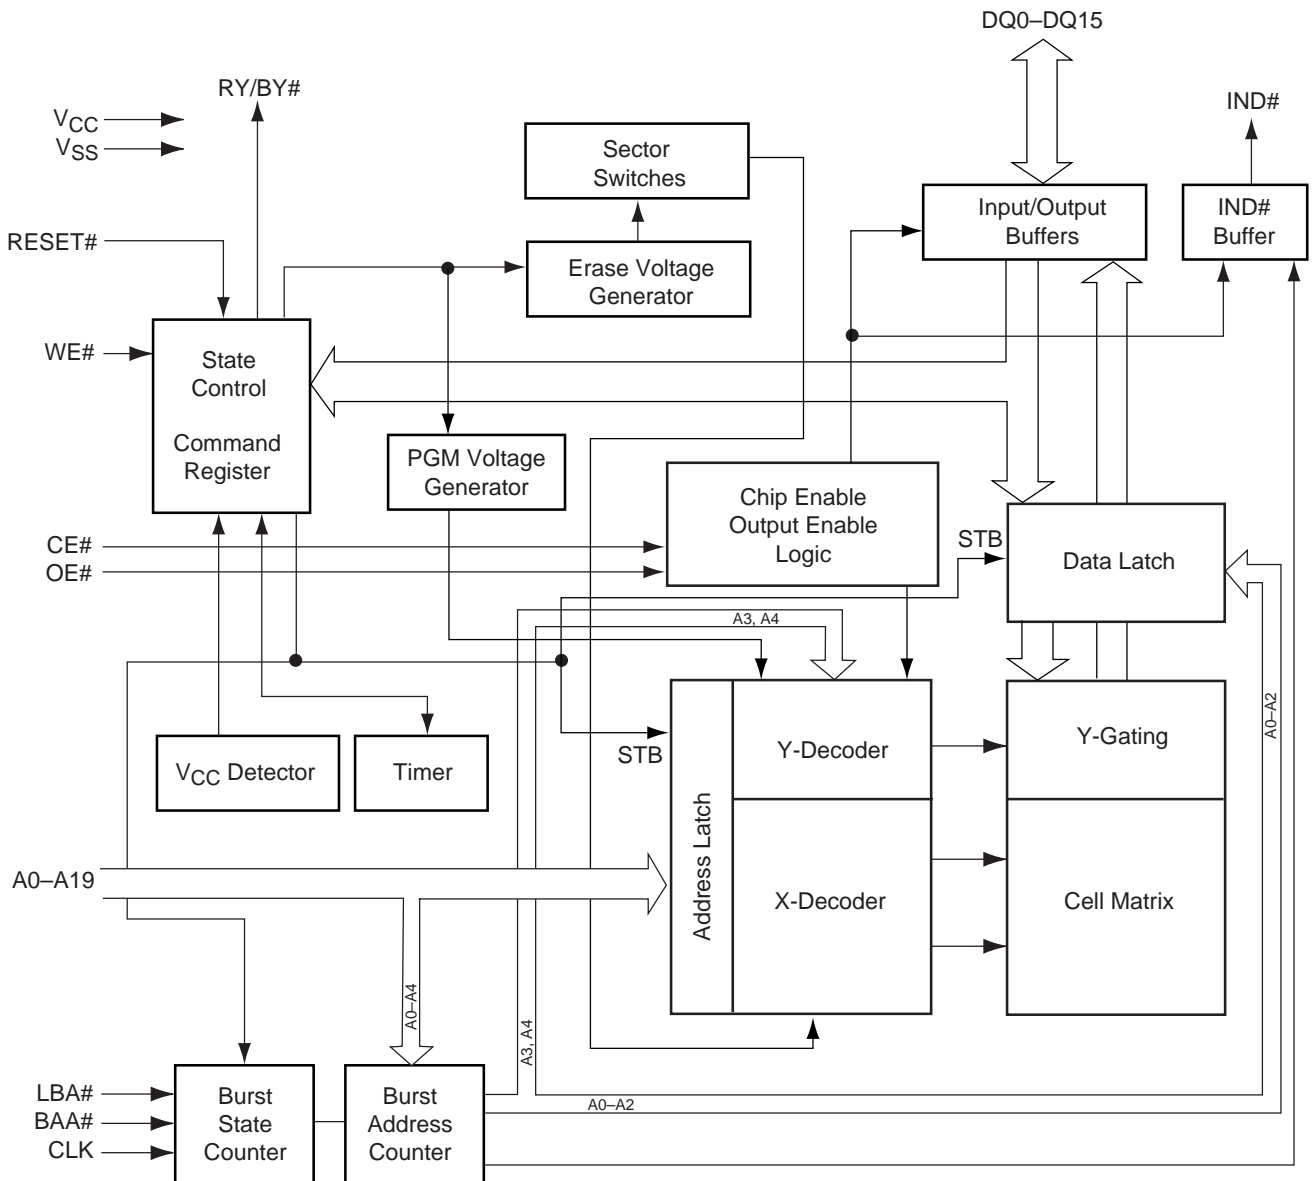 DQ0–DQ15
RY/BY#
IND#
VCC
VSS
Sector
Switches
Input/Output
Buffers
IND#
Buffer
RESET#
Erase Voltage
Generator
WE#
State
Control
Command
Register
PGM Voltage
Generator
Chip Enable
Output Enable
Logic
CE#
OE#
STB
Data Latch
A3, A4
A0–A2
STB
Y-Decoder
Y-Gating
VCC Detector
Timer
Address Latch
A0–A19
X-Decoder
Cell Matrix
A0–A4
A3, A4
LBA#
BAA#
CLK
Burst
State
Counter
Burst
Address
Counter
A0–A2